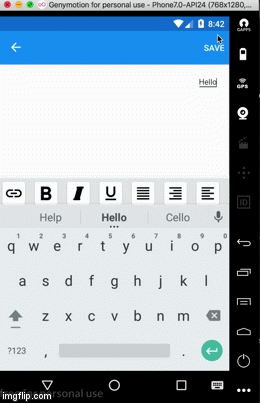 Genymotion for personal use - Phone7.0-API24 (768x1280,...
8:42
SAVE
Hello
B I U
Help Hello Cello
1 2 3 4 5 6 7 8 9 0
q w e r t y u i o p
a s d f g h j k l
z x c v b n m
?123 , .
personal use
imgflip.com
GAPPS
GPS
ID